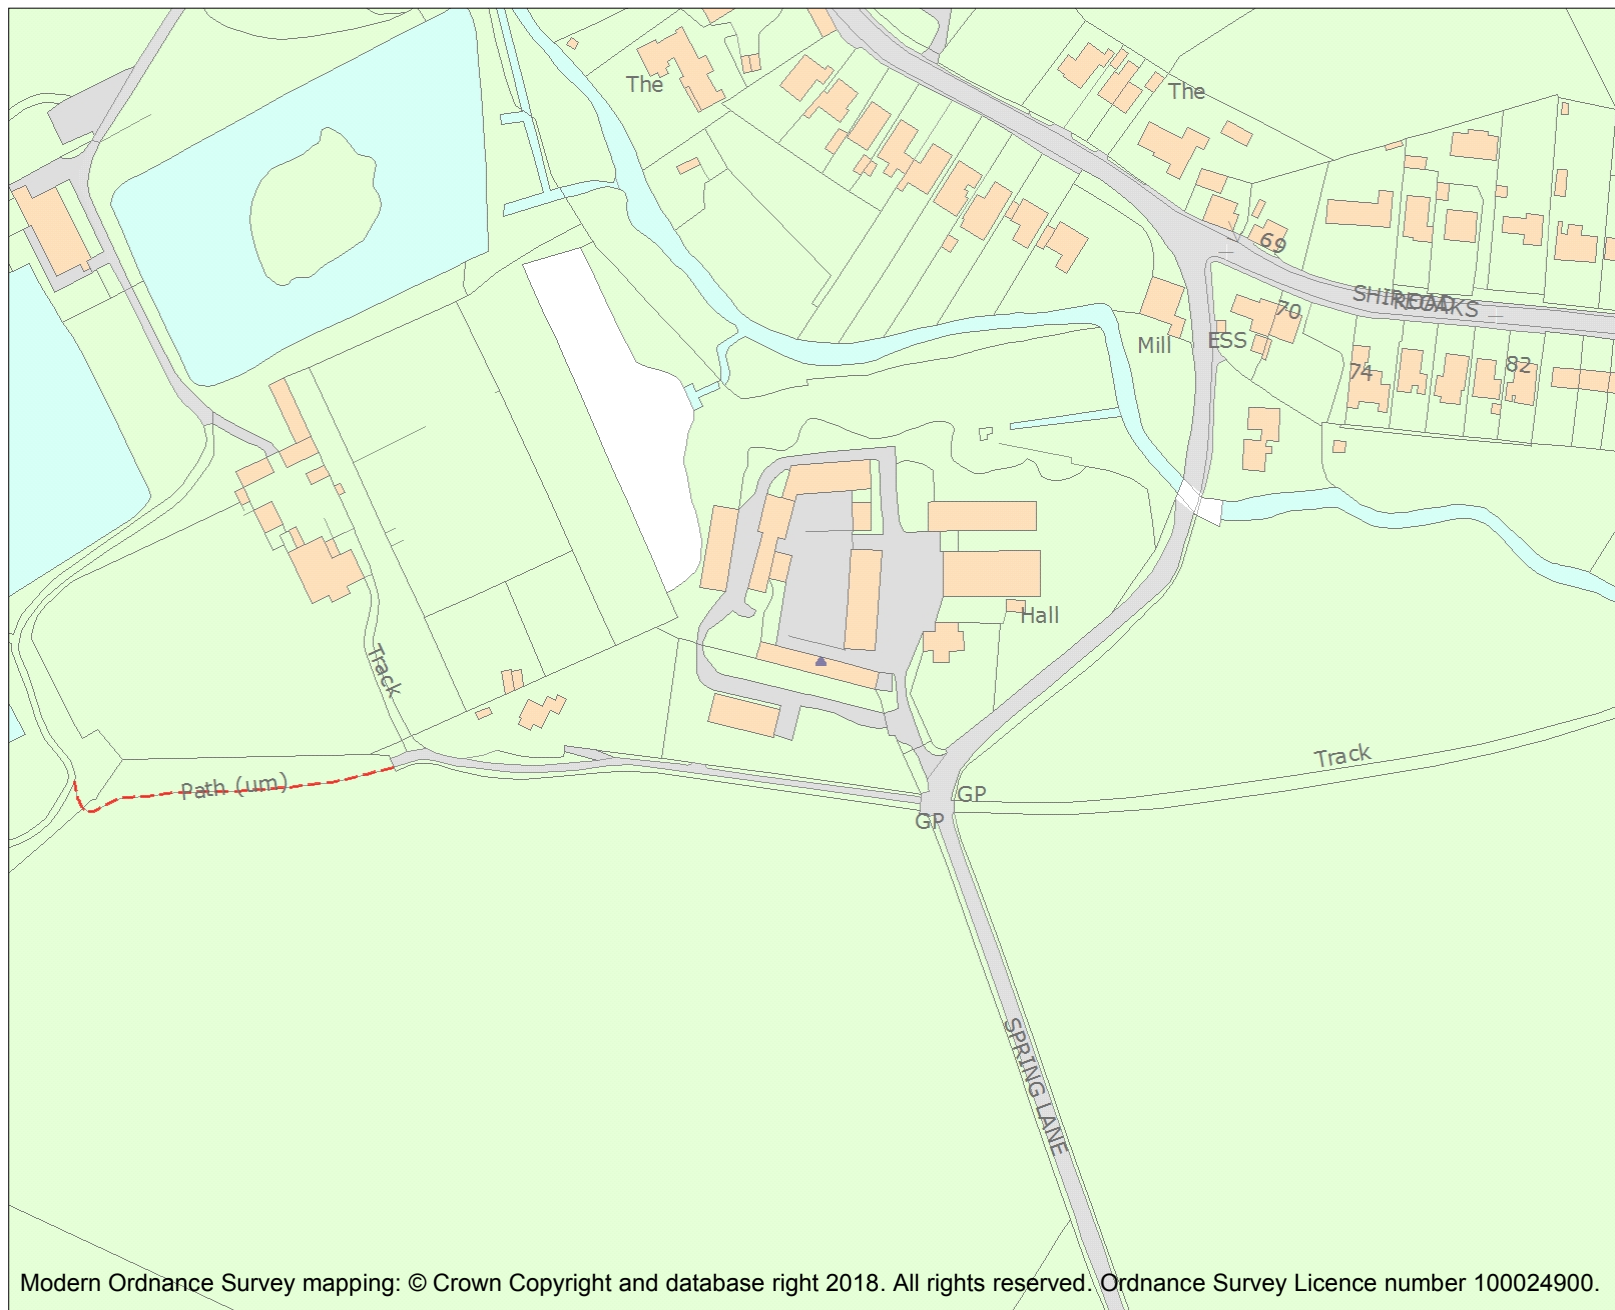 The
The
69
SHIREOAKS
ROAD
70
Mill
ESS
74
82
Hall
Track
Track
Path (um)
GP
GP
SPRING LANE
Modern Ordnance Survey mapping: © Crown Copyright and database right 2018. All rights reserved. Ordnance Survey Licence number 100024900.